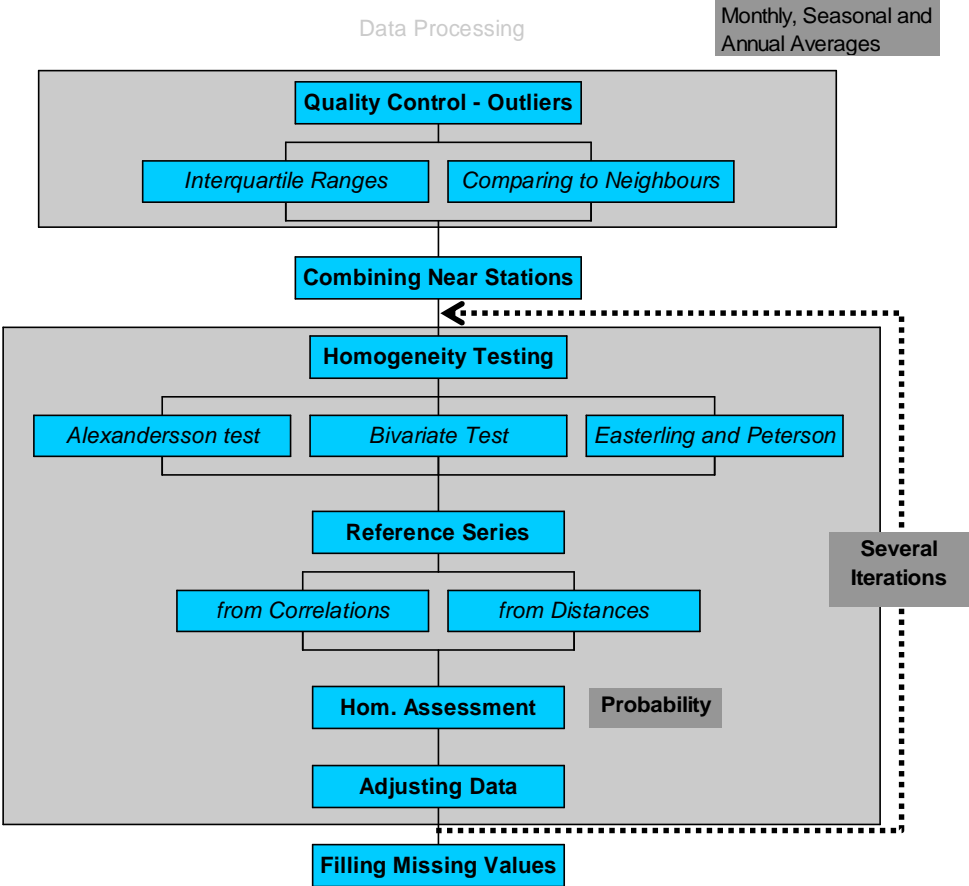 Data Processing
Monthly, Seasonal and
Annual Averages
Quality Control - Outliers
Interquartile Ranges
Comparing to Neighbours
Combining Near Stations
Homogeneity Testing
Alexandersson test
Bivariate Test
Easterling and Peterson
Reference Series
Several
Iterations
from Correlations
from Distances
Hom. Assessment
Probability
Adjusting Data
Filling Missing Values